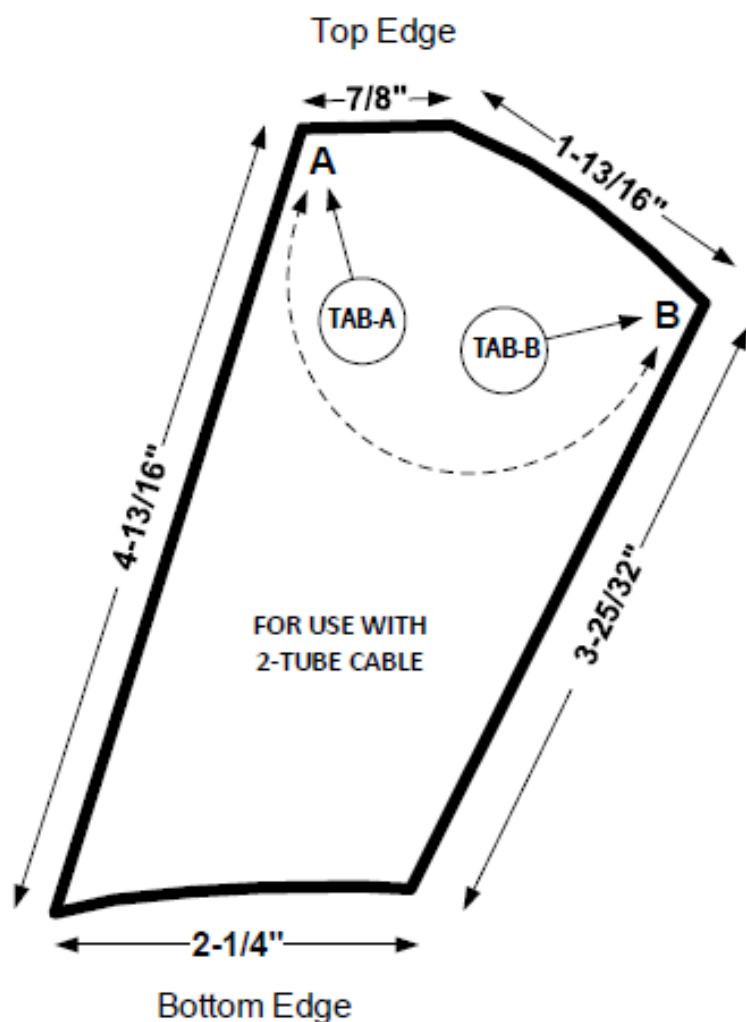 Top Edge
7/8"
1-13/16"
A
TAB-A
B
TAB-B
4-13/16"
3-25/32"
FOR USE WITH
2-TUBE CABLE
2-1/4"
Bottom Edge